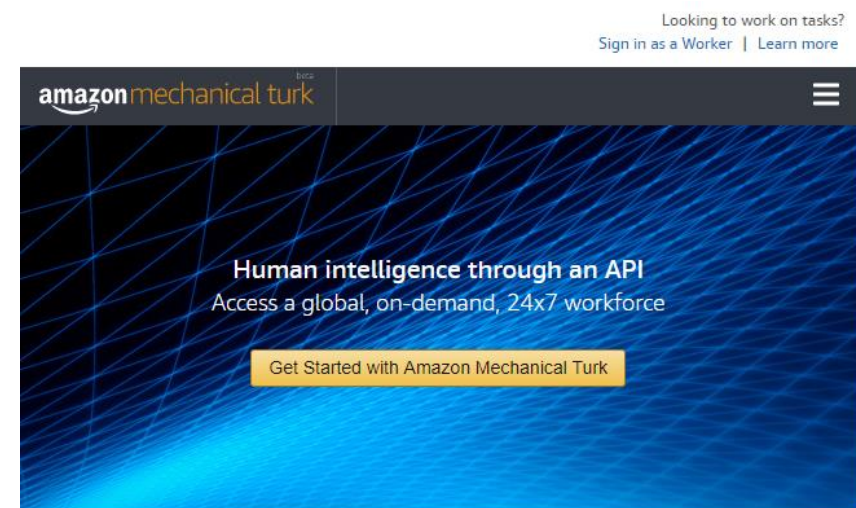 Looking to work on tasks?
Sign in as a Worker | Learn more
amazon mechanical turk beta
Human intelligence through an API
Access a global, on-demand, 24x7 workforce
Get Started with Amazon Mechanical Turk